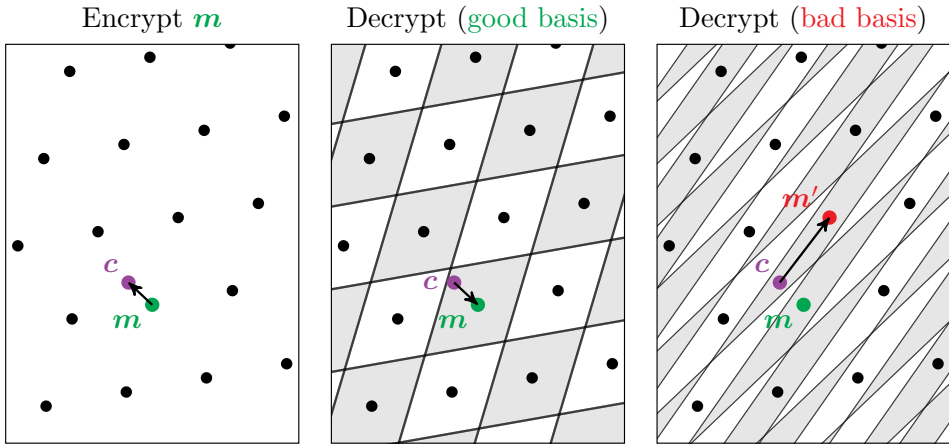 Encrypt m
Decrypt (good basis)
Decrypt (bad basis)
c
m
c
m
m′
c
m